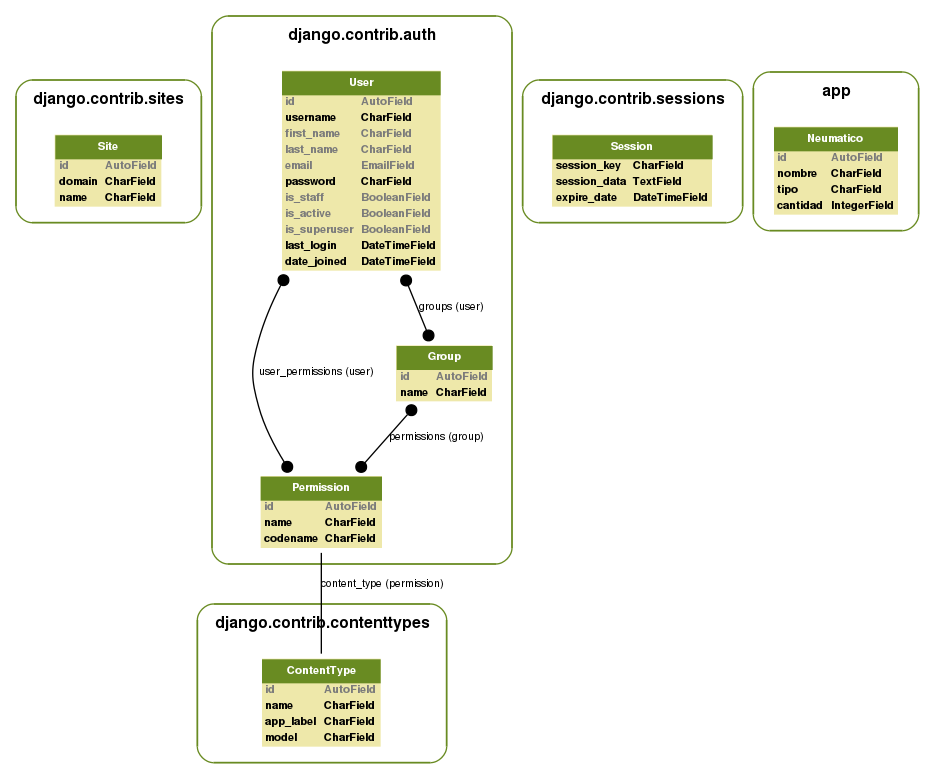 django.contrib.auth
User
id AutoField
username CharField
first_name CharField
last_name CharField
email EmailField
password CharField
is_staff BooleanField
is_active BooleanField
is_superuser BooleanField
last_login DateTimeField
date_joined DateTimeField
groups (user)
user_permissions (user)
Group
id AutoField
name CharField
permissions (group)
Permission
id AutoField
name CharField
codename CharField
content_type (permission)
django.contrib.contenttypes
ContentType
id AutoField
name CharField
app_label CharField
model CharField
django.contrib.sites
Site
id AutoField
domain CharField
name CharField
django.contrib.sessions
Session
session_key CharField
session_data TextField
expire_date DateTimeField
app
Neumatico
id AutoField
nombre CharField
tipo CharField
cantidad IntegerField